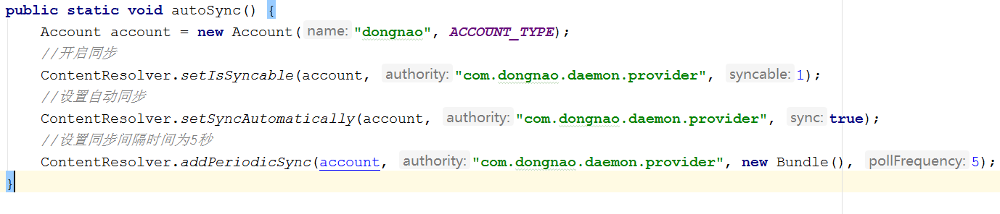 public static void autoSync() {
Account account = new Account( name: "dongnao", ACCOUNT_TYPE);
//开启同步
ContentResolver.setIsSyncable(account, authority: "com.dongnao.daemon.provider", syncable: 1);
//设置自动同步
ContentResolver.setSyncAutomatically(account, authority: "com.dongnao.daemon.provider", sync: true);
//设置同步间隔时间为5秒
ContentResolver.addPeriodicSync(account, authority: "com.dongnao.daemon.provider", new Bundle(), pollFrequency: 5);
}